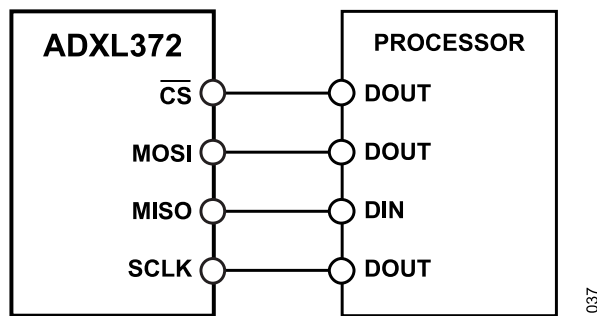 ADXL372
PROCESSOR
CS DOUT
MOSI DOUT
MISO DIN
SCLK DOUT
037